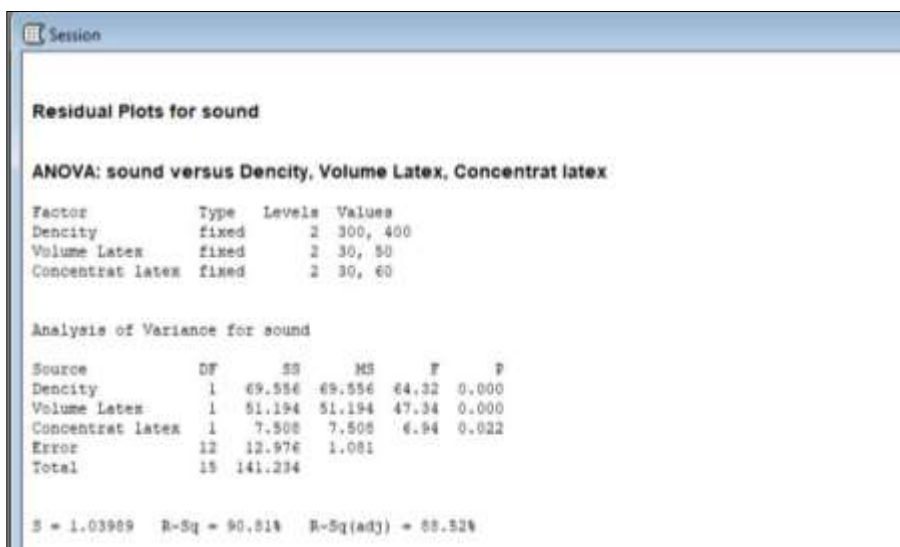 Session
Residual Plots for sound
ANOVA: sound versus Dencity, Volume Latex, Concentrat latex
Factor Type Levels Values
Dencity fixed 2 300, 400
Volume Latex fixed 2 30, 50
Concentrat latex fixed 2 30, 60
Analysis of Variance for sound
Source DF SS MS F P
Dencity 1 69.556 69.556 64.32 0.000
Volume Latex 1 51.194 51.194 47.34 0.000
Concentrat latex 1 7.508 7.508 6.94 0.022
Error 12 12.976 1.081
Total 15 141.234
S = 1.03989 R-Sq = 90.81% R-Sq(adj) = 88.52%